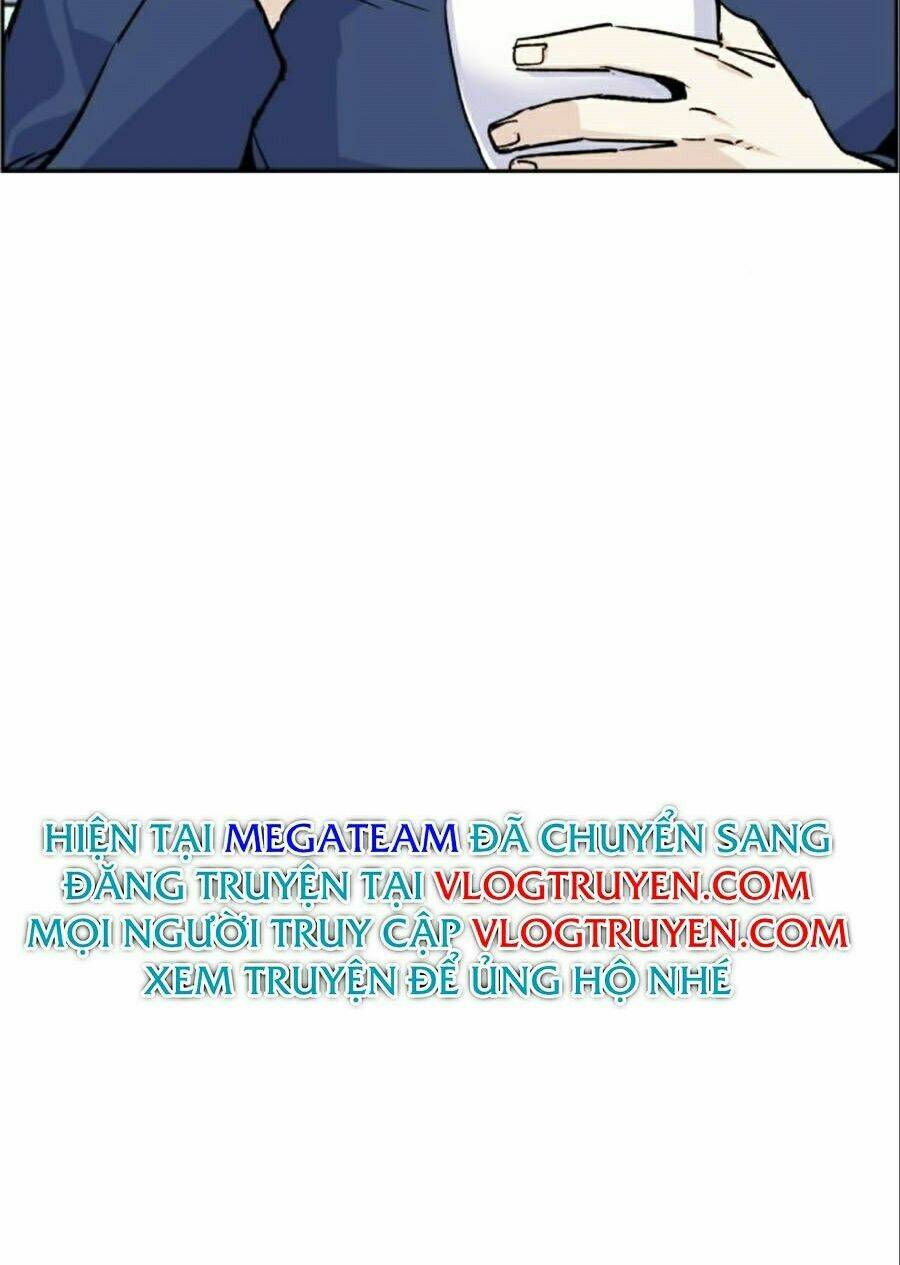 HIỆN TẠI MEGATEAM ĐÃ CHUYỂN SANG
ĐĂNG TRUYỆN TẠI VLOGTRUYEN.COM
MỌI NGƯỜI TRUY CẬP VLOGTRUYEN.COM
XEM TRUYỆN ĐỂ ỦNG HỘ NHÉ